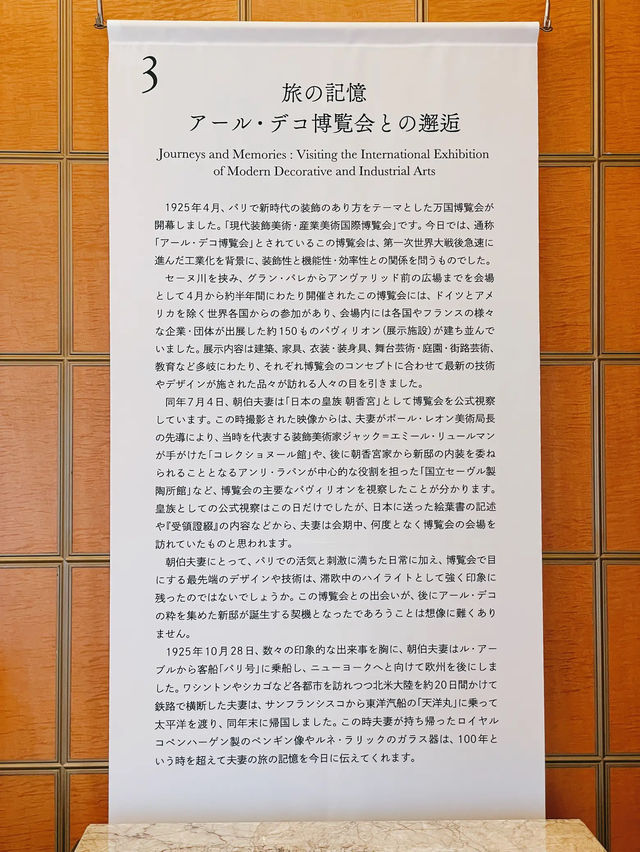 3
旅の記憶
アール・デコ博覧会との邂逅
Journeys and Memories : Visiting the International Exhibition
of Modern Decorative and Industrial Arts
1925年4月、パリで新時代の装飾のあり方をテーマとした万国博覧会が
開幕しました。「現代装飾美術・産業美術国際博覧会」です。今日では、通称
「アール・デコ博覧会」とされているこの博覧会は、第一次世界大戦後急速に
進んだ工業化を背景に、装飾性と機能性・効率性との関係を問うものでした。
セーヌ川を挟み、グラン・パレからアンヴァリッド前の広場までを会場
として4月から約半年間にわたり開催されたこの博覧会には、ドイツとアメ
リカを除く世界各国からの参加があり、会場内には各国やフランスの様々
な企業・団体が出展した約150ものパヴィリオン（展示施設）が建ち並んで
いました。展示内容は建築、家具、衣装・装身具、舞台芸術・庭園・街路芸術、
教育など多岐にわたり、それぞれ博覧会のコンセプトに合わせて最新の技術
やデザインが施された品々が訪れる人々の目を引きました。
同年7月4日、朝伯夫妻は「日本の皇族 朝香宮」として博覧会を公式視察
しています。この時撮影された映像からは、夫妻がポール・レオン美術局長
の先導により、当時を代表する装飾美術家ジャック＝エミール・リュールマン
が手がけた「コレクショヌール館」や、後に朝香宮家から新邸の内装を委ね
られることとなるアンリ・ラパンが中心的な役割を担った「国立セーヴル製
陶所館」など、博覧会の主要なパヴィリオンを視察したことが分かります。
皇族としての公式視察はこの日だけでしたが、日本に送った絵葉書の記述
や『受領證綴』の内容などから、夫妻は会期中、何度となく博覧会の会場を
訪れていたものと思われます。
朝伯夫妻にとって、パリでの活気と刺激に満ちた日常に加え、博覧会で目
にする最先端のデザインや技術は、滞欧中のハイライトとして強く印象に
残ったのではないでしょうか。この博覧会との出会いが、後にアール・デコ
の粋を集めた新邸が誕生する契機となったであろうことは想像に難くあり
ません。
1925年10月28日、数々の印象的な出来事を胸に、朝伯夫妻はル・アー
ブルから客船「パリ号」に乗船し、ニューヨークへと向けて欧州を後にしま
した。ワシントンやシカゴなど各都市を訪れつつ北米大陸を約20日間かけて
鉄路で横断した夫妻は、サンフランシスコから東洋汽船の「天洋丸」に乗って
太平洋を渡り、同年末に帰国しました。この時夫妻が持ち帰ったロイヤル
コペンハーゲン製のペンギン像やルネ・ラリックのガラス器は、100年と
いう時を超えて夫妻の旅の記憶を今日に伝えてくれます。